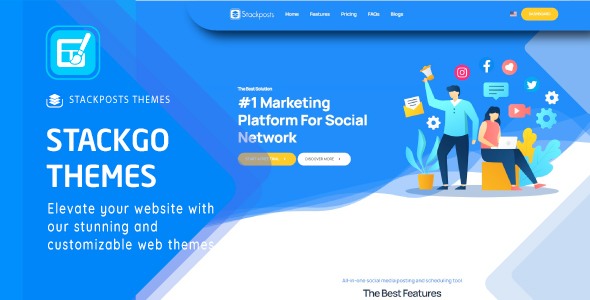 STACKPOSTS THEMES
STACKGO
THEMES
Elevate your website with
our stunning and
customizable web themes
Stackposts
Home Features Pricing FAQs Blogs
The Best Solution
#1 Marketing
Platform For Social
Network
DISCOVER MORE
All-in-one social media posting and scheduling tool
The Best Features